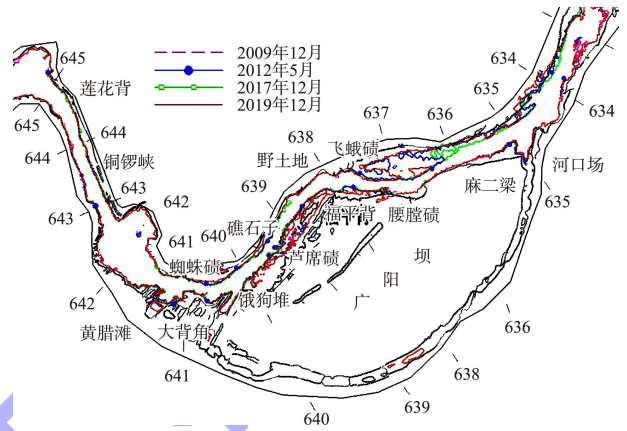 2009年12月
2012年5月
2017年12月
2019年12月
645
莲花背
645
644
铜锣峡
644
643
642
643
641
640
蜘蛛碛
642
黄腊滩
大背角
641
饿狗堆
芦席碛
礁石子
639
野土地
638
飞蛾碛
637
636
635
634
634
河口场
635
麻二梁
腰膛碛
福平背
广
阳
坝
636
638
639
640